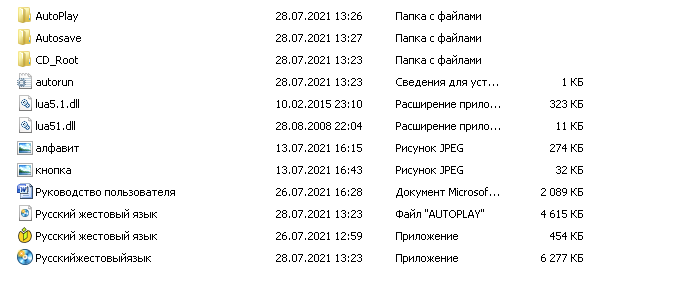 AutoPlay 28.07.2021 13:26 Папка с файлами
Autosave 28.07.2021 13:27 Папка с файлами
CD_Root 28.07.2021 13:23 Папка с файлами
autorun 28.07.2021 13:23 Сведения для уст... 1 КБ
lua5.1.dll 10.02.2015 23:10 Расширение прило... 323 КБ
lua51.dll 28.08.2008 22:04 Расширение прило... 11 КБ
алфавит 13.07.2021 16:15 Рисунок JPEG 274 КБ
кнопка 13.07.2021 16:43 Рисунок JPEG 32 КБ
Руководство пользователя 26.07.2021 16:28 Документ Microsof... 2 089 КБ
Русский жестовый язык 28.07.2021 13:23 Файл "AUTOPLAY" 4 615 КБ
Русский жестовый язык 26.07.2021 12:59 Приложение 454 КБ
Русскийжестовыйязык 28.07.2021 13:23 Приложение 6 277 КБ